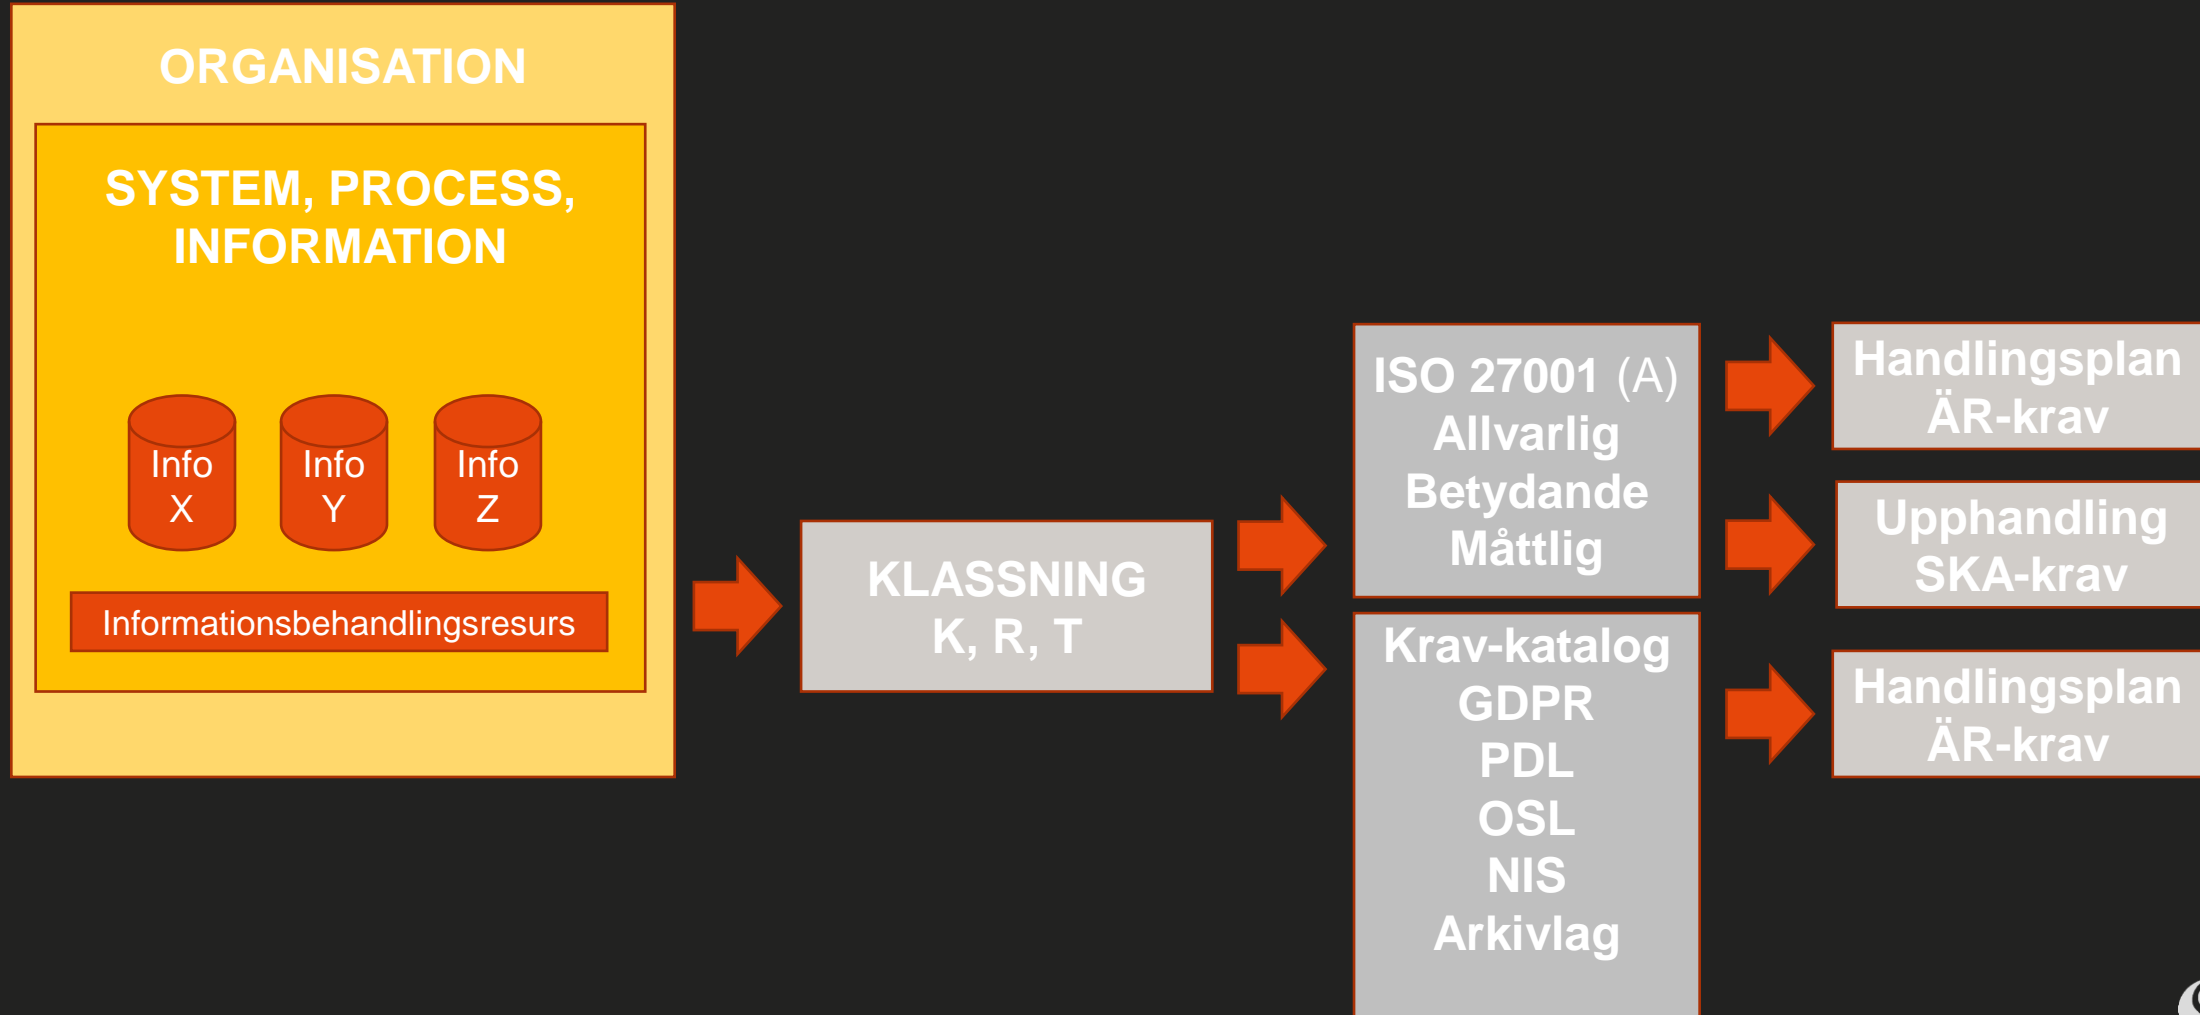 ORGANISATION
SYSTEM, PROCESS,
INFORMATION
Info
X
Info
Y
Info
Z
Informationsbehandlingsresurs
KLASSNING
K, R, T
ISO 27001 (A)
Allvarlig
Betydande
Måttlig
Krav-katalog
GDPR
PDL
OSL
NIS
Arkivlag
Handlingsplan
ÄR-krav
Upphandling
SKA-krav
Handlingsplan
ÄR-krav